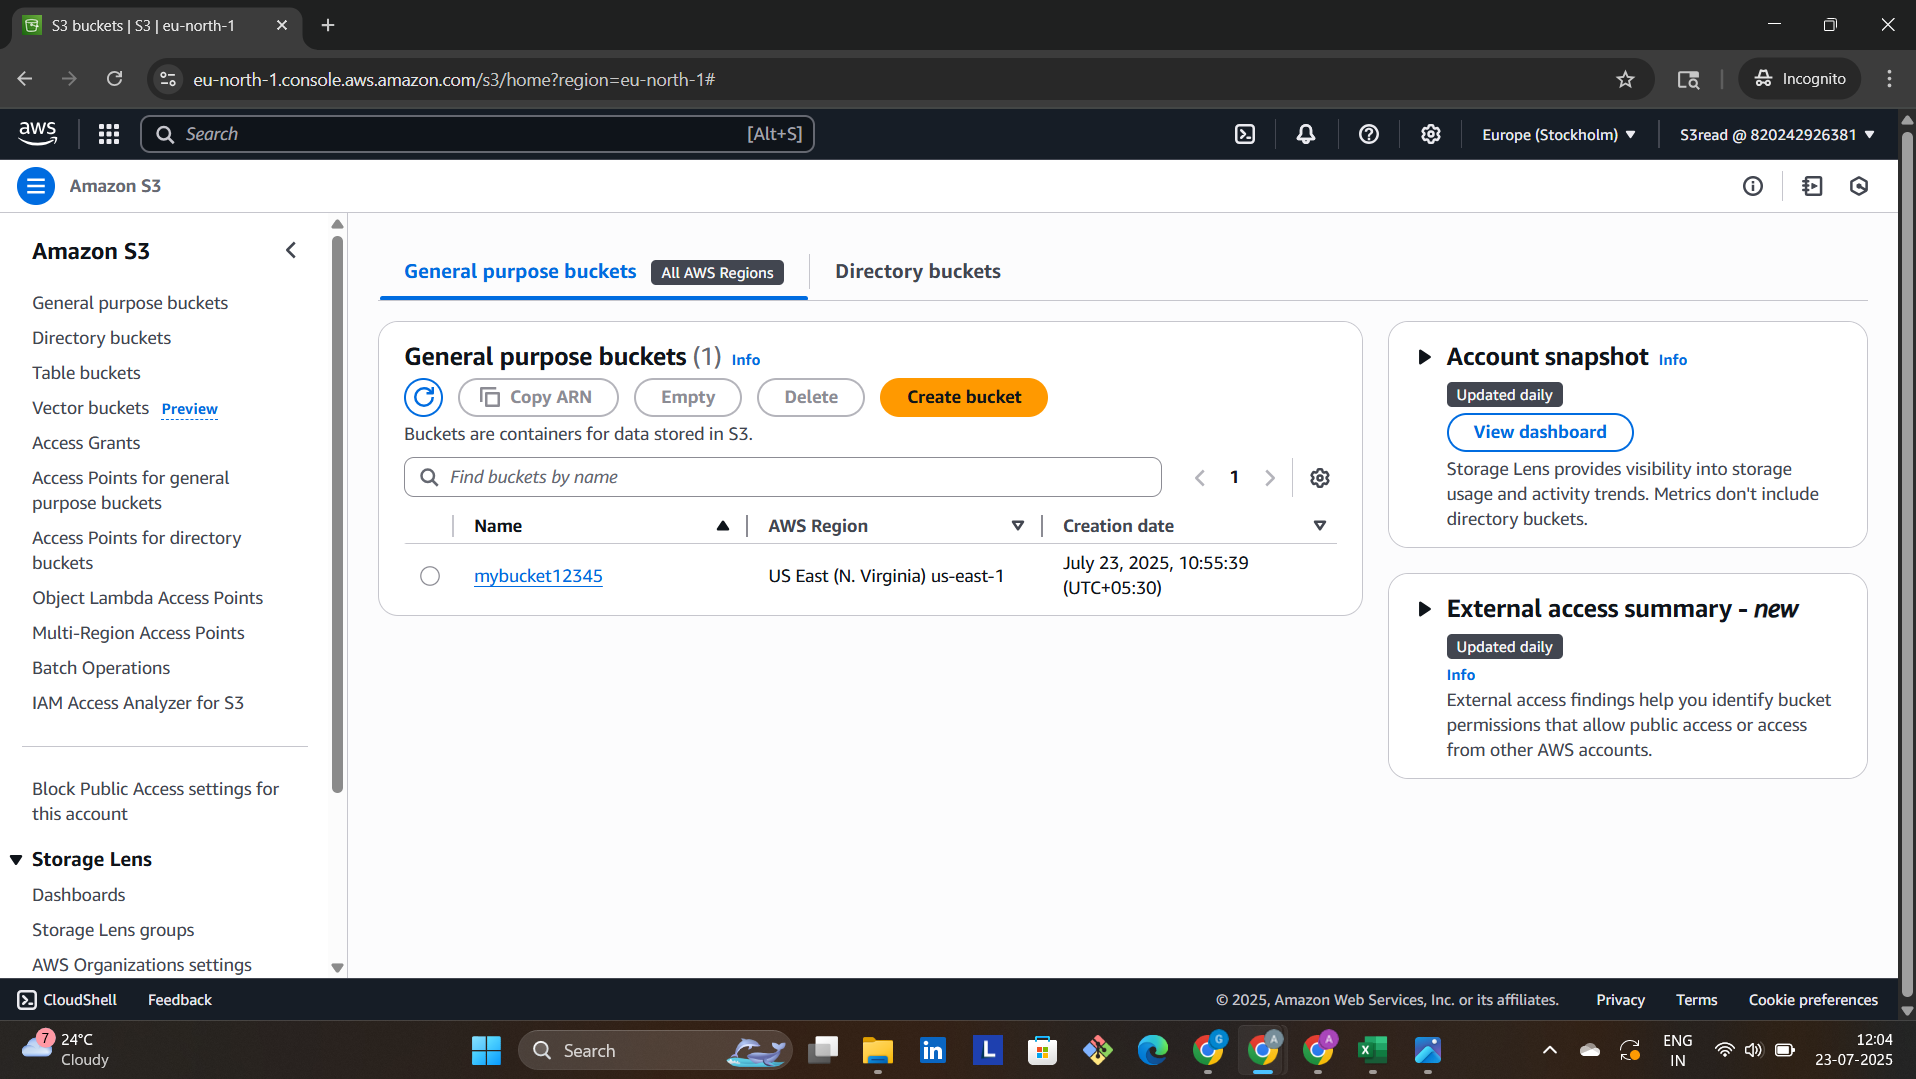 S3 buckets | S3 | eu-north-1
eu-north-1.console.aws.amazon.com/s3/home?region=eu-north-1#
Incognito
aws
Search
[Alt+S]
Europe (Stockholm)
S3read @ 820242926381
Amazon S3
Amazon S3
General purpose buckets
Directory buckets
Table buckets
Vector buckets Preview
Access Grants
Access Points for general
purpose buckets
Access Points for directory
buckets
Object Lambda Access Points
Multi-Region Access Points
Batch Operations
IAM Access Analyzer for S3
Block Public Access settings for
this account
Storage Lens
Dashboards
Storage Lens groups
AWS Organizations settings
General purpose buckets All AWS Regions
Directory buckets
General purpose buckets (1) Info
Copy ARN
Empty
Delete
Create bucket
Buckets are containers for data stored in S3.
Find buckets by name
1
Name
AWS Region
Creation date
mybucket12345
US East (N. Virginia) us-east-1
July 23, 2025, 10:55:39
(UTC+05:30)
Account snapshot Info
Updated daily
View dashboard
Storage Lens provides visibility into storage
usage and activity trends. Metrics don't include
directory buckets.
External access summary - new
Updated daily
Info
External access findings help you identify bucket
permissions that allow public access or access
from other AWS accounts.
CloudShell
Feedback
© 2025, Amazon Web Services, Inc. or its affiliates.
Privacy
Terms
Cookie preferences
7
24°C
Cloudy
Search
in
L
G
A
A
X
ENG
IN
12:04
23-07-2025